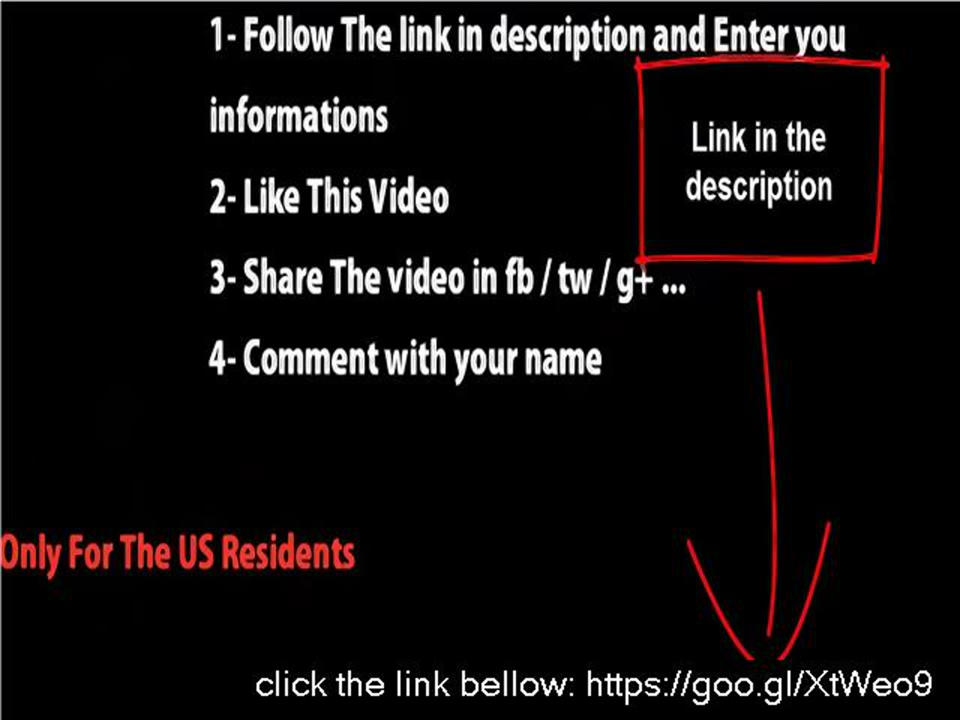 1- Follow The link in description and Enter you
informations
Link in the
description
2- Like This Video
3- Share The video in fb / tw / g+ ...
4- Comment with your name
Only For The US Residents
click the link bellow: https://goo.gl/XtWeo9